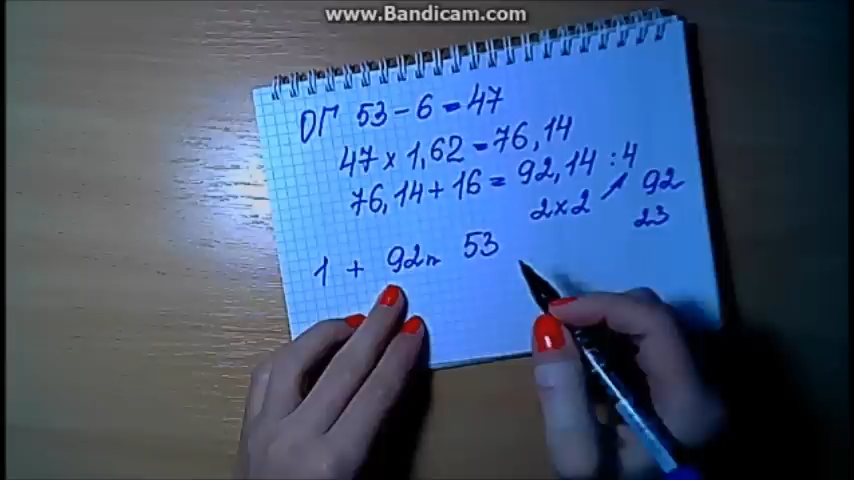 www.Bandicam.com
ОГ 53-6=47
47 x 1,62 = 76,14
76,14 + 16 = 92,14 :4
2x2 92
23
1 + 92п 53